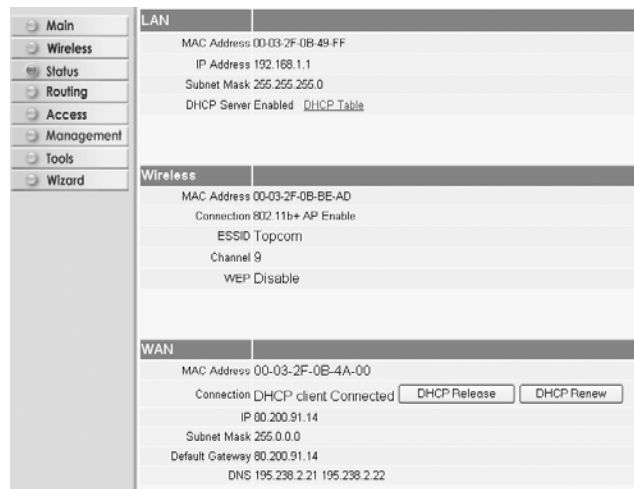 Main
Wireless
Status
Routing
Access
Management
Tools
Wizard
LAN
MAC Address 00-03-2F-0B-49-FF
IP Address 192.168.1.1
Subnet Mask 255.255.255.0
DHCP Server Enabled DHCP Table
Wireless
MAC Address 00-03-2F-0B-BE-AD
Connection 802.11b+ AP Enable
ESSID Topcom
Channel 9
WEP Disable
WAN
MAC Address 00-03-2F-0B-4A-00
Connection DHCP client Connected DHCP Release DHCP Renew
IP 80.200.91.14
Subnet Mask 255.0.0.0
Default Gateway 80.200.91.14
DNS 195.238.2.21 195.238.2.22